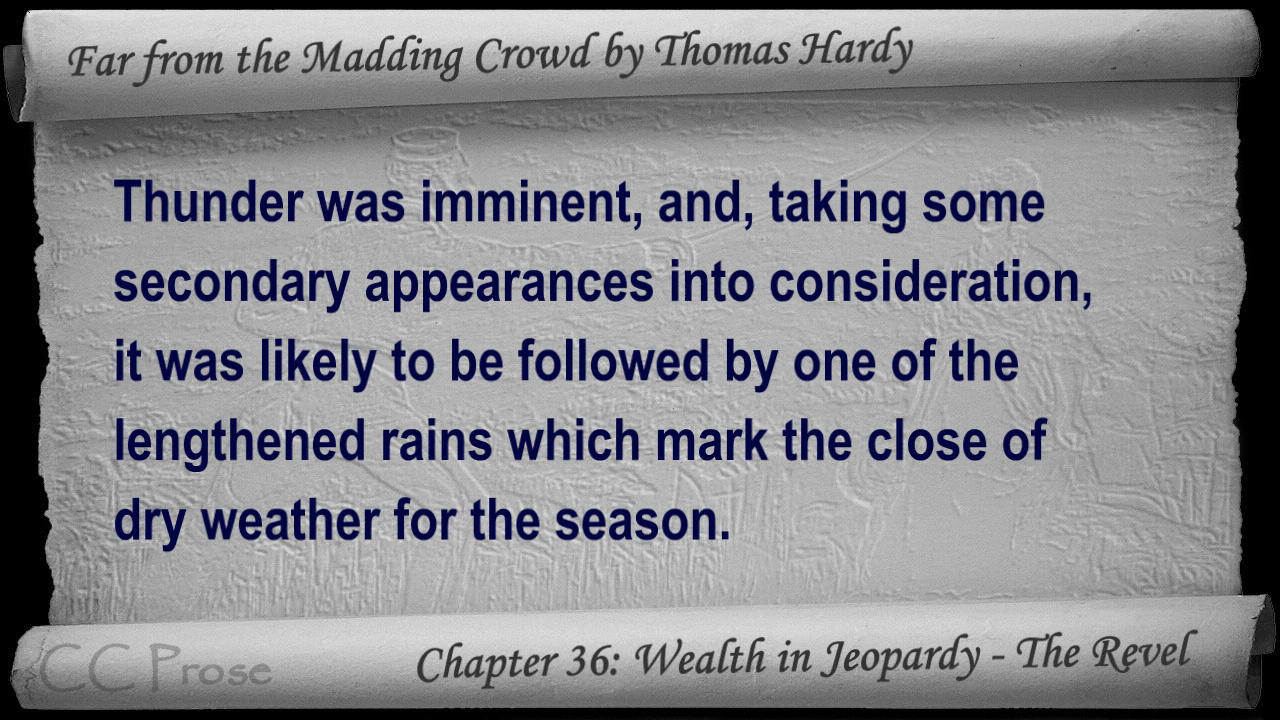 Far from the Madding Crowd by Thomas Hardy
Thunder was imminent, and, taking some
secondary appearances into consideration,
it was likely to be followed by one of the
lengthened rains which mark the close of
dry weather for the season.
CC Prose
Chapter 36: Wealth in Jeopardy - The Revel